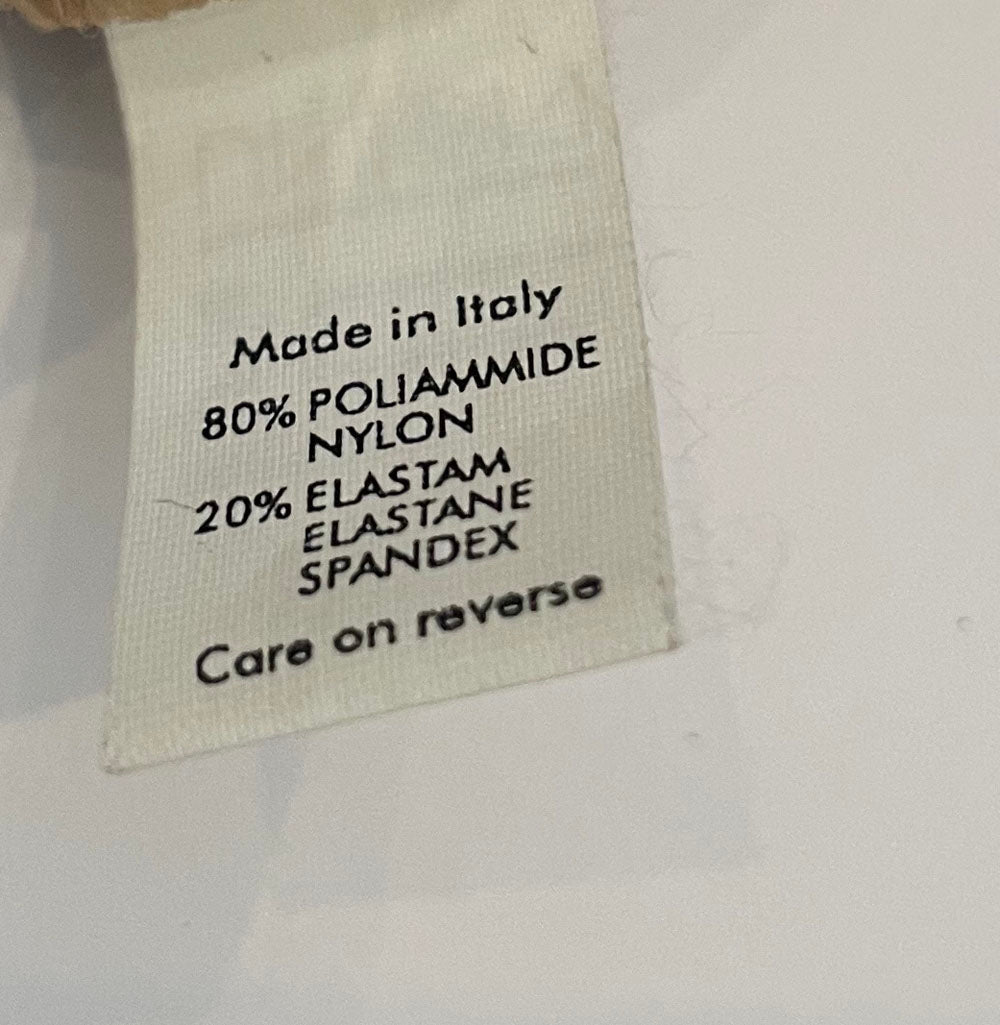 Made in Italy
80% POLIAMMIDE
NYLON
20% ELASTAM
ELASTANE
SPANDEX
Care on reverse